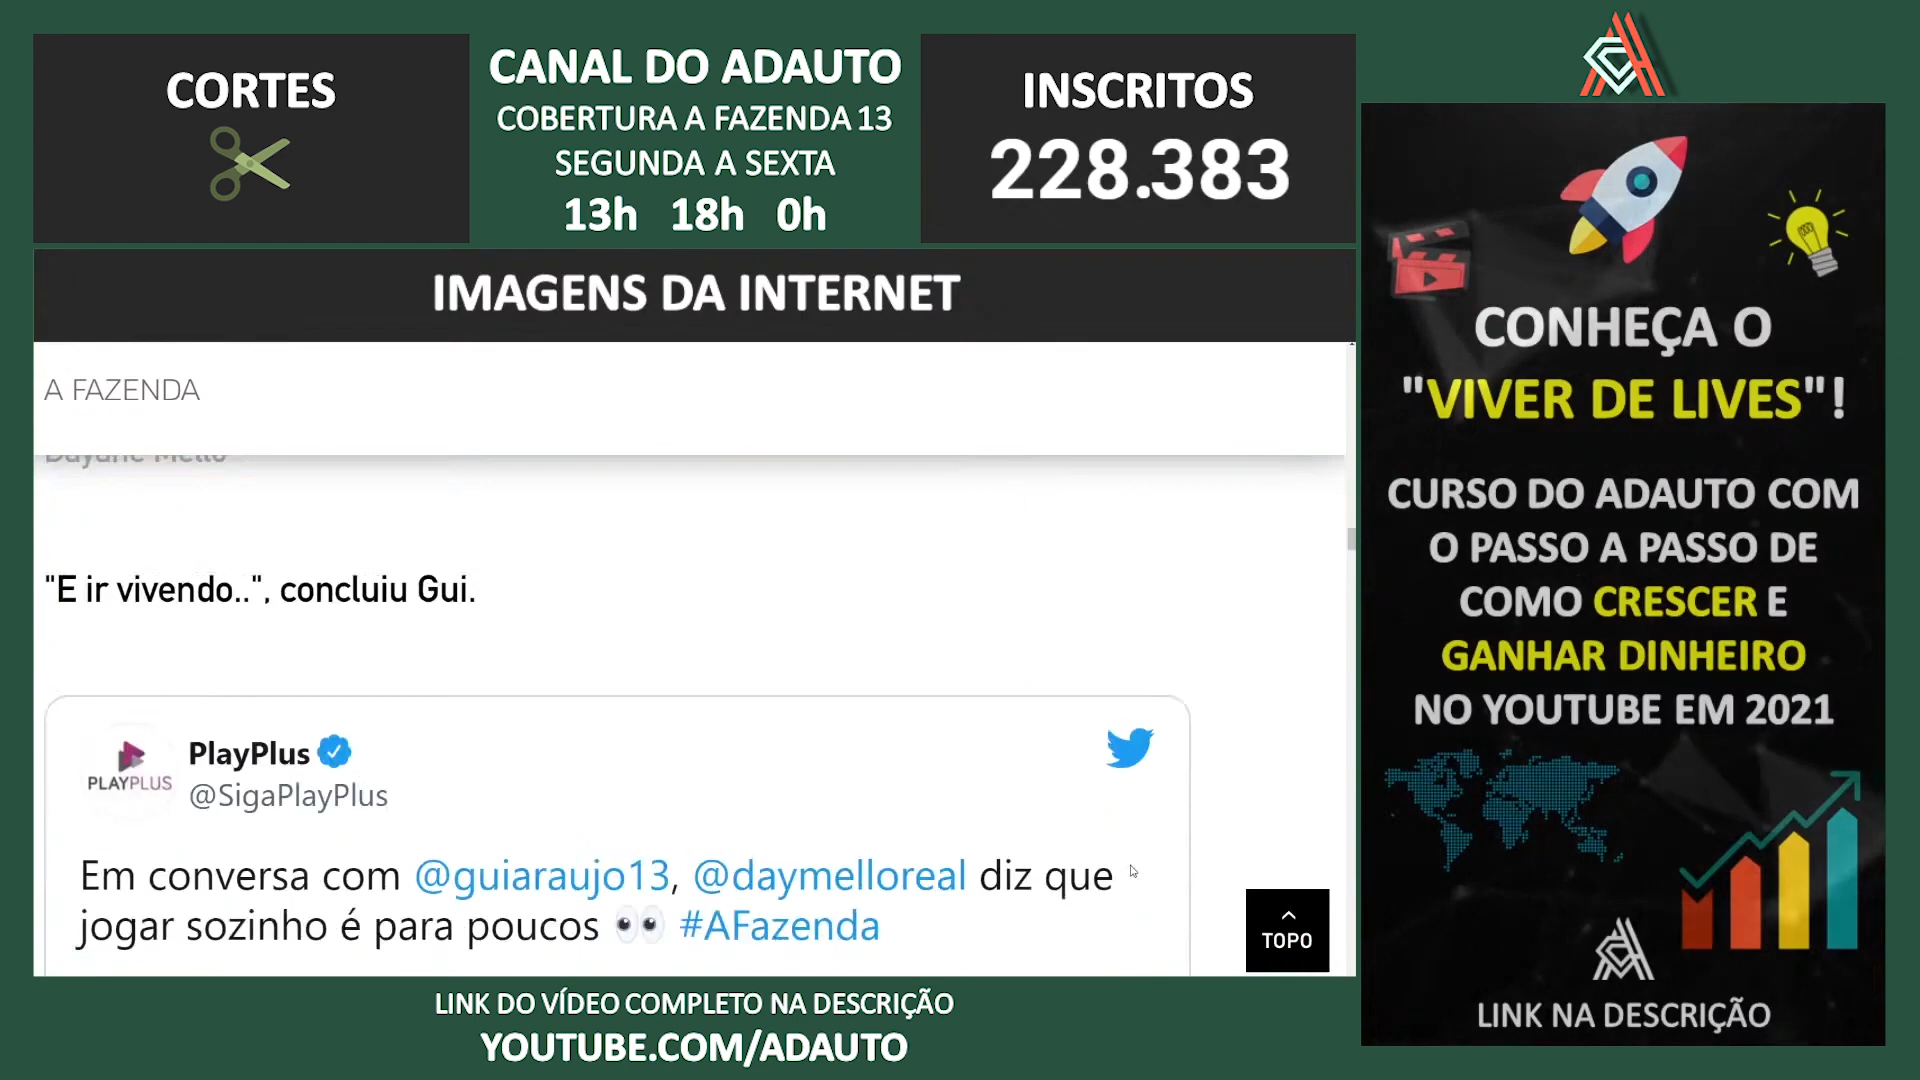 CORTES
CANAL DO ADAUTO
COBERTURA A FAZENDA 13
SEGUNDA A SEXTA
13h 18h 0h
INSCRITOS
228.383
IMAGENS DA INTERNET
A FAZENDA
Dayane Mello
"E ir vivendo..", concluiu Gui.
PLAYPLUS
PlayPlus
@SigaPlayPlus
Em conversa com @guiaraujo13, @daymelloreal diz que
jogar sozinho é para poucos 👀 #AFazenda
TOPO
LINK DO VÍDEO COMPLETO NA DESCRIÇÃO
YOUTUBE.COM/ADAUTO
CONHEÇA O
"VIVER DE LIVES"!
CURSO DO ADAUTO COM
O PASSO A PASSO DE
COMO CRESCER E
GANHAR DINHEIRO
NO YOUTUBE EM 2021
LINK NA DESCRIÇÃO